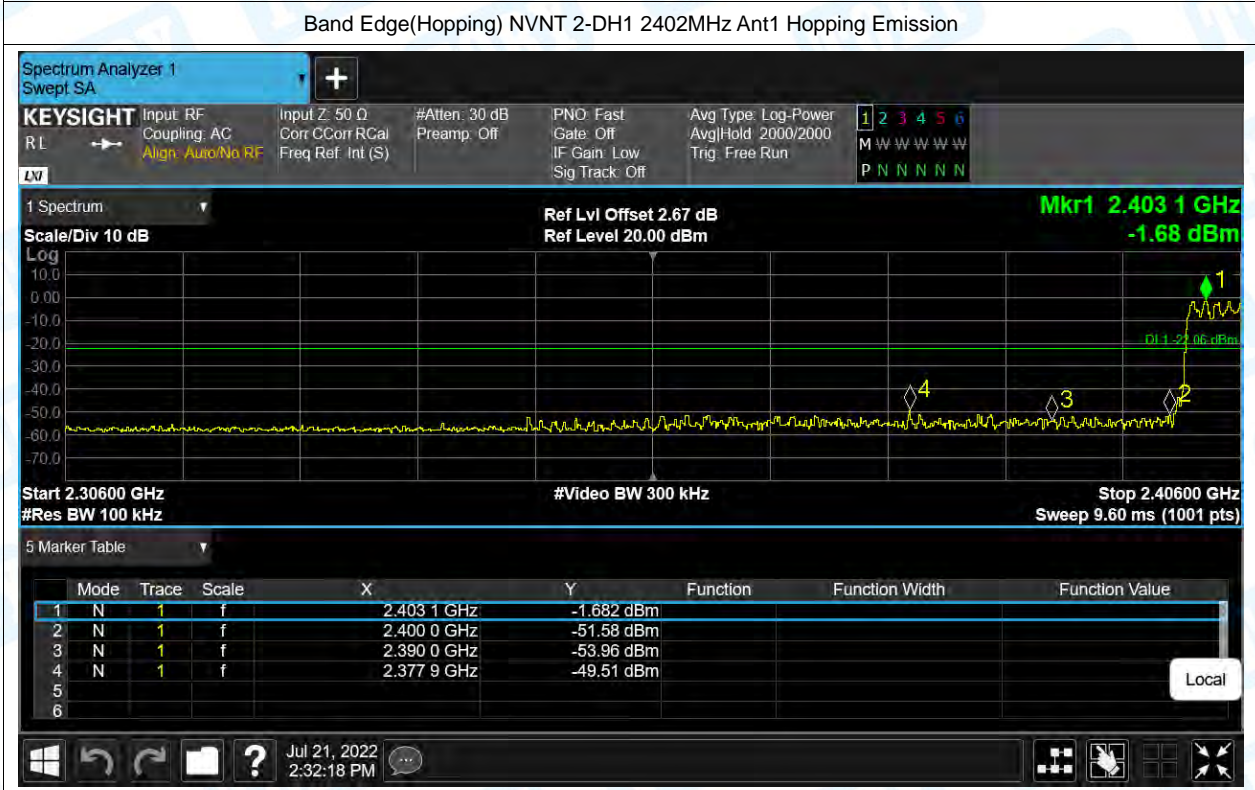 Band Edge(Hopping) NVNT 2-DH1 2402MHz Ant1 Hopping Emission
Spectrum Analyzer 1
Swept SA
+
KEYSIGHT Input: RF Input Z: 50 Ω #Atten: 30 dB PNO: Fast Avg Type: Log-Power 1 2 3 4 5 6
RL Coupling: AC Corr CCorr RCal Preamp: Off Gate: Off Avg|Hold: 2000/2000 M W W W W W
Align: Auto/No RF Freq Ref: Int (S) IF Gain: Low Trig: Free Run
LXI Sig Track: Off P N N N N N
1 Spectrum Ref Lvl Offset 2.67 dB Mkr1 2.403 1 GHz
Scale/Div 10 dB Ref Level 20.00 dBm -1.68 dBm
Log
10.0
1
0.00
-10.0
-20.0
DL1 -22.06 dBm
-30.0
-40.0
4
3
2
-50.0
-60.0
-70.0
Start 2.30600 GHz #Video BW 300 kHz Stop 2.40600 GHz
#Res BW 100 kHz Sweep 9.60 ms (1001 pts)
5 Marker Table
Mode Trace Scale X Y Function Function Width Function Value
1 N 1 f 2.403 1 GHz -1.682 dBm
2 N 1 f 2.400 0 GHz -51.58 dBm
3 N 1 f 2.390 0 GHz -53.96 dBm
4 N 1 f 2.377 9 GHz -49.51 dBm
5
6
Local
? Jul 21, 2022
2:32:18 PM